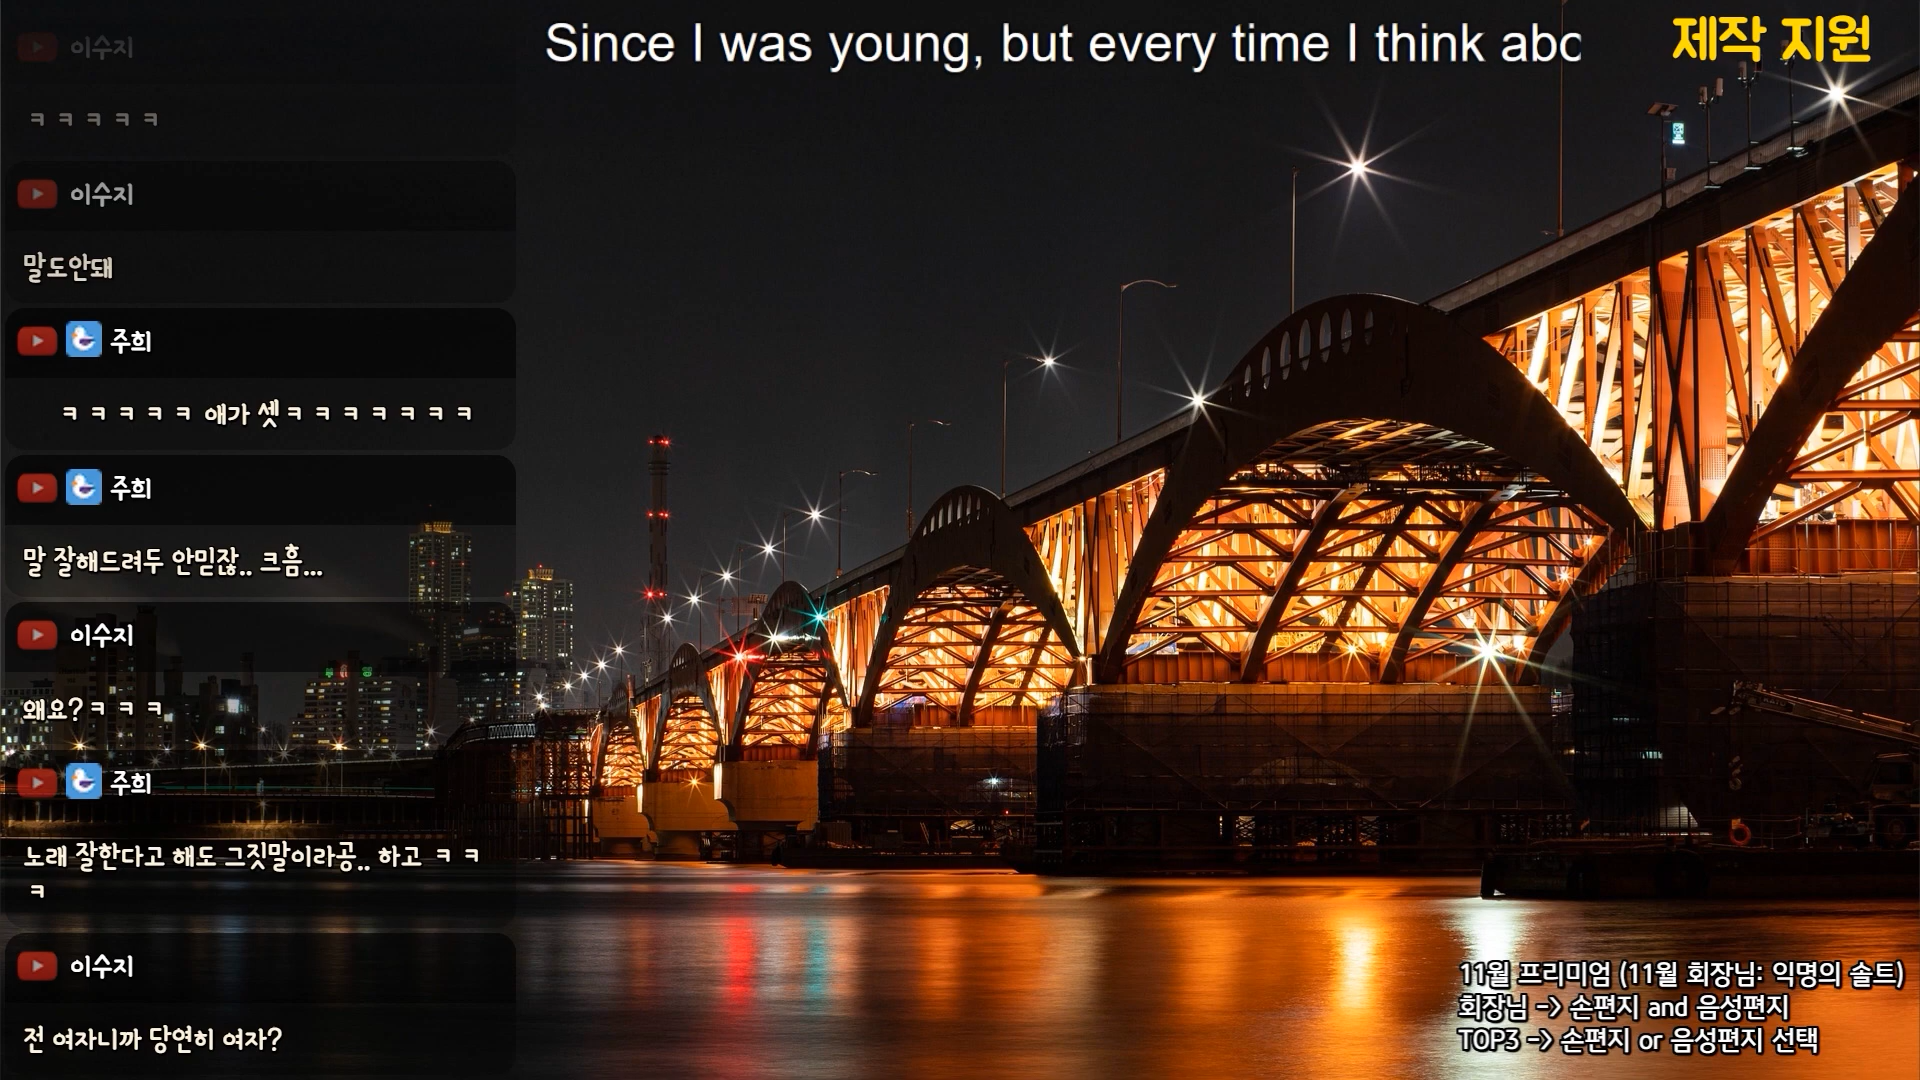 Since I was young, but every time I think abo
제작 지원
이수지
ㅋㅋㅋㅋㅋ
이수지
말도안돼
주희
ㅋㅋㅋㅋㅋ 애가 셋ㅋㅋㅋㅋㅋㅋㅋ
주희
말 잘해드려두 안믿잖.. 크흠...
이수지
왜요?ㅋㅋㅋ
주희
노래 잘한다고 해도 그짓말이라공.. 하고 ㅋㅋ
ㅋ
이수지
전 여자니까 당연히 여자?
11월 프리미엄 (11월 회장님: 익명의 솔트)
회장님 -> 손편지 and 음성편지
TOP3 -> 손편지 or 음성편지 선택